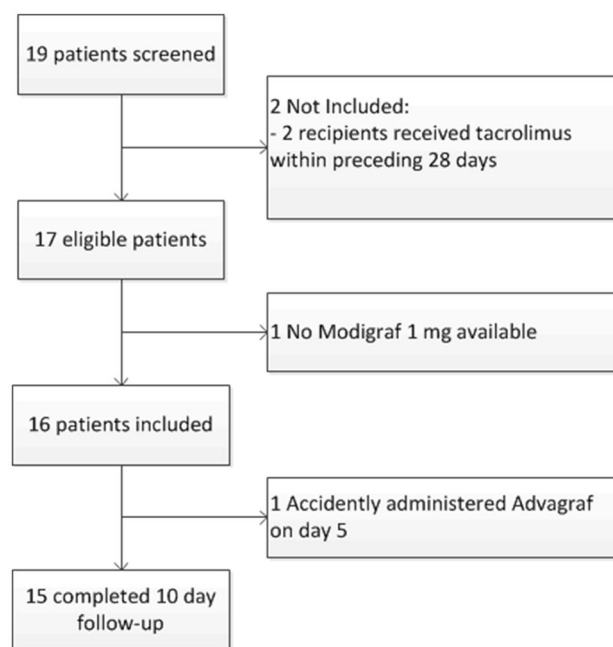 19 patients screened
2 Not Included:
- 2 recipients received tacrolimus
within preceding 28 days
17 eligible patients
1 No Modigraf 1 mg available
16 patients included
1 Accidently administered Advagraf
on day 5
15 completed 10 day
follow-up